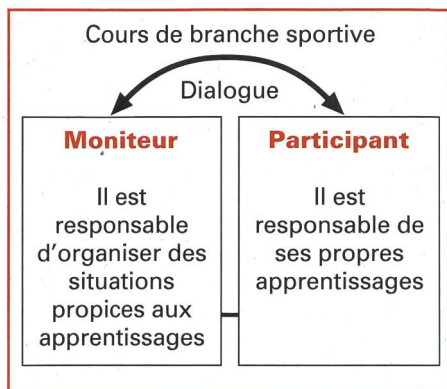 Cours de branche sportive
Dialogue
Moniteur
Il est
responsable
d'organiser des
situations
propices aux
apprentissages
Participant
Il est
responsable de
ses propres
apprentissages